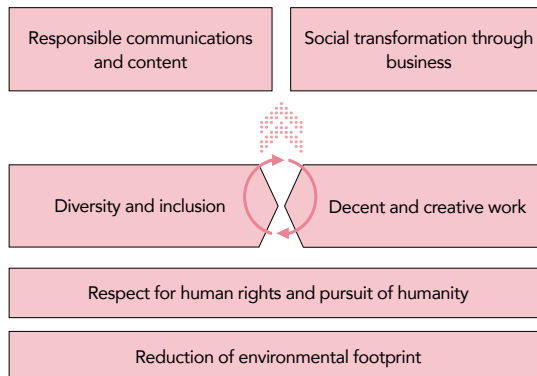 Responsible communications
and content
Social transformation through
business
Diversity and inclusion
Decent and creative work
Respect for human rights and pursuit of humanity
Reduction of environmental footprint